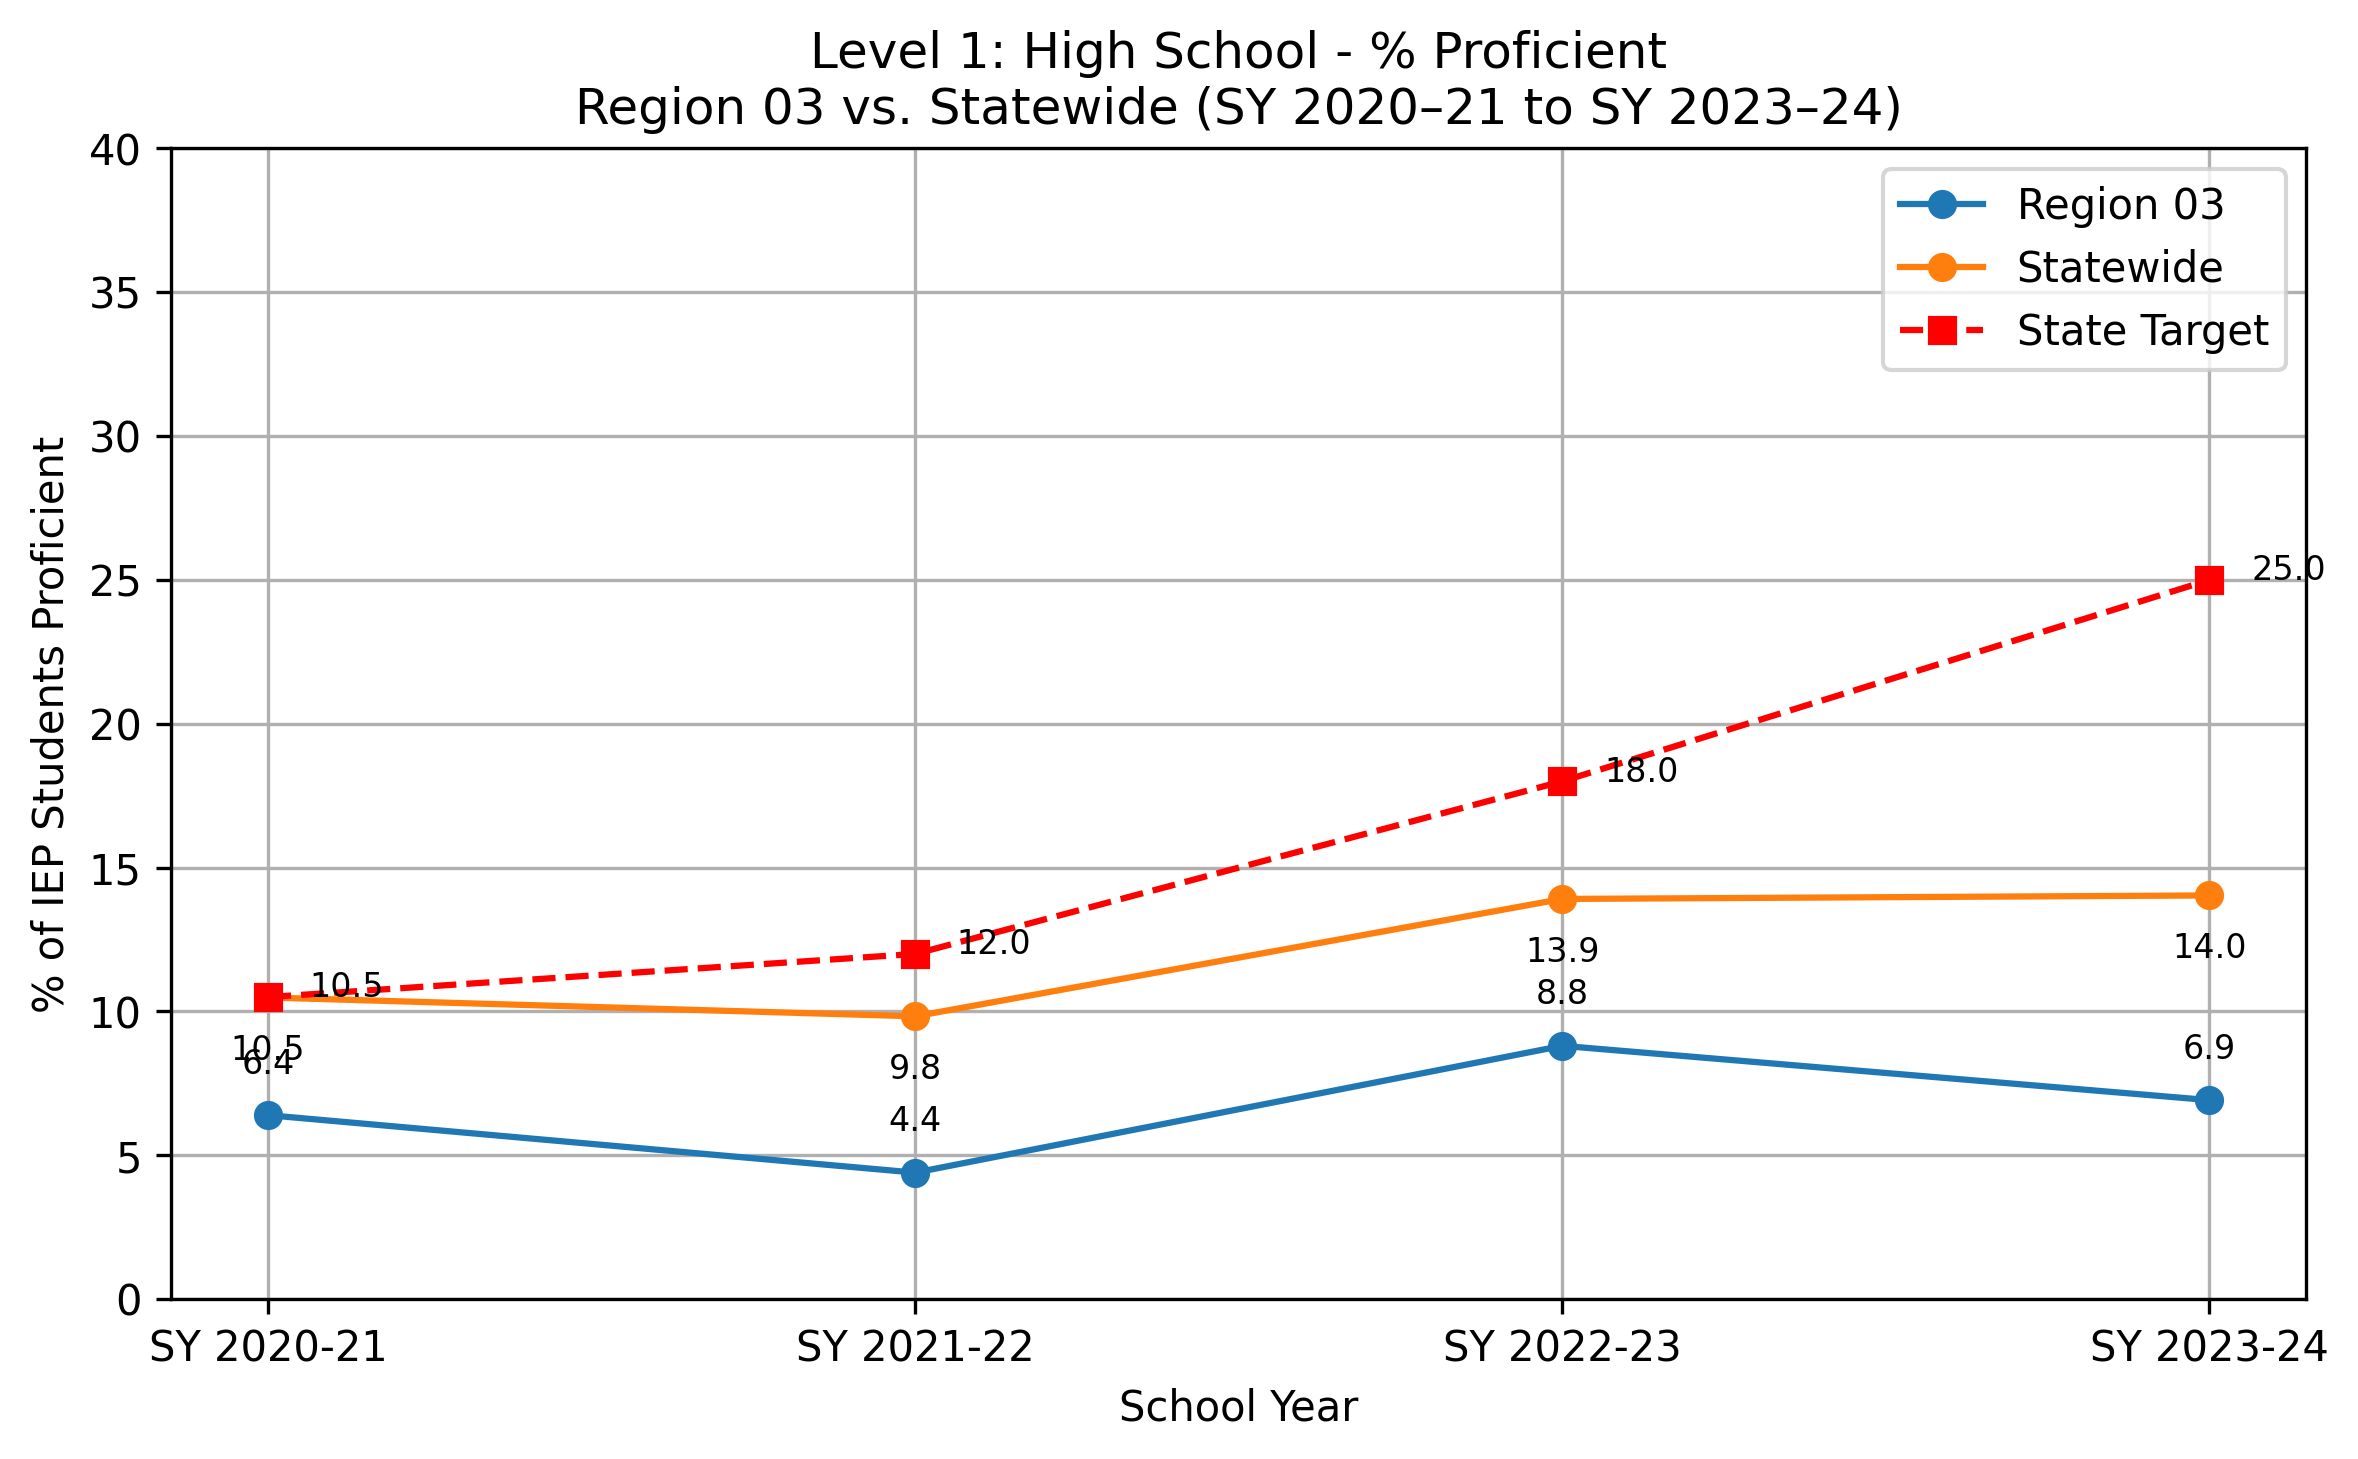 Level 1: High School - % Proficient
Region 03 vs. Statewide (SY 2020–21 to SY 2023–24)
% of IEP Students Proficient
40
35
30
25
20
15
10
5
0
Region 03
Statewide
State Target
25.0
18.0
12.0
10.5
13.9
14.0
8.8
10.5
6.4
9.8
6.9
4.4
SY 2020-21
SY 2021-22
SY 2022-23
SY 2023-24
School Year